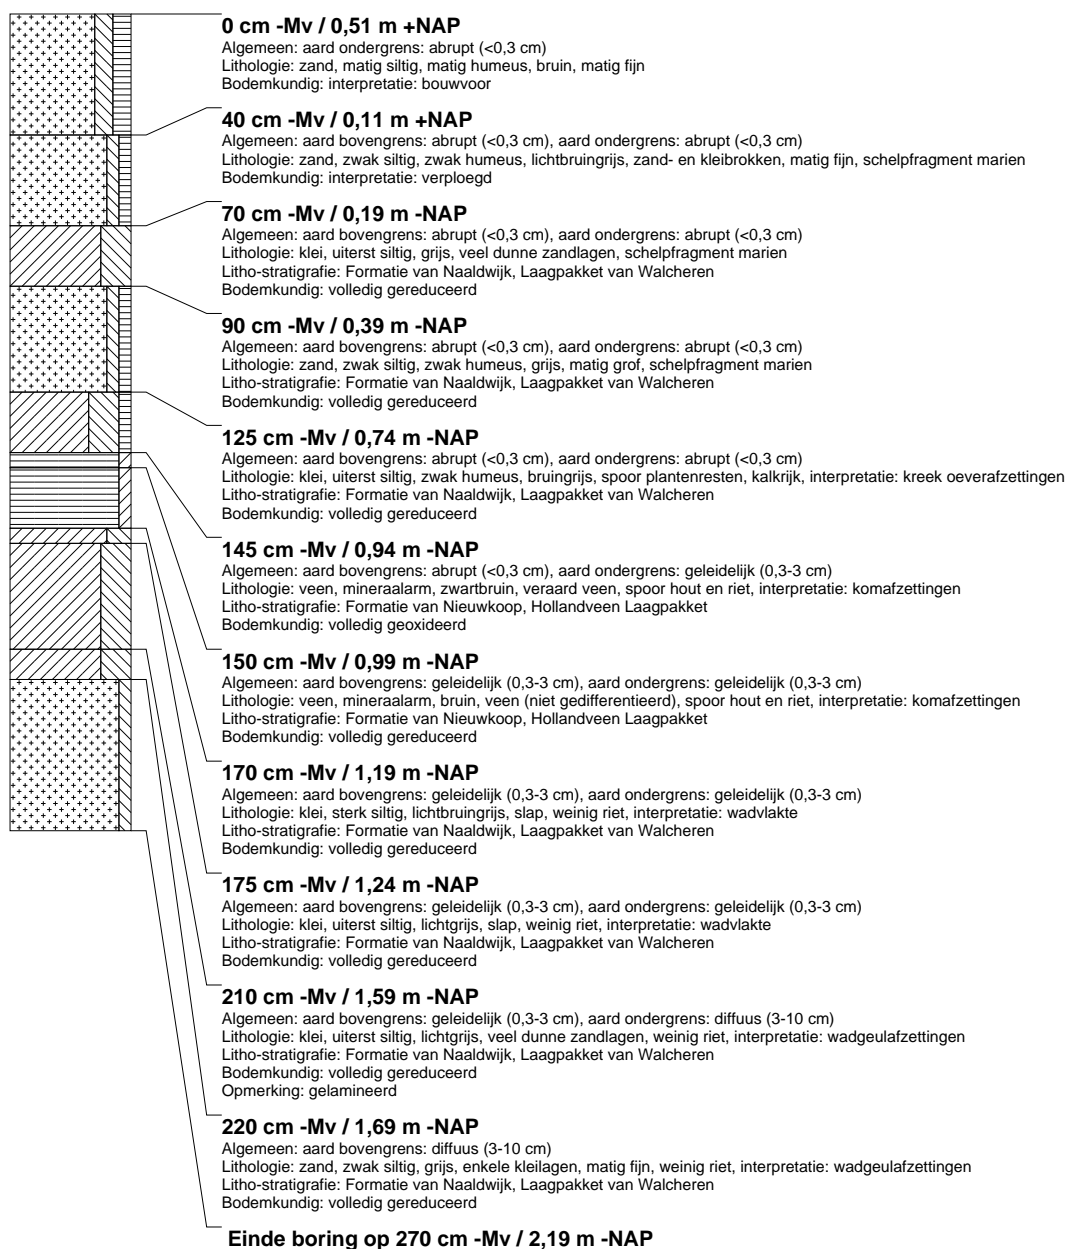 0 cm -Mv / 0,51 m +NAP
Algemeen: aard ondergrens: abrupt (<0,3 cm)
Lithologie: zand, matig siltig, matig humeus, bruin, matig fijn
Bodemkundig: interpretatie: bouwvoor
40 cm -Mv / 0,11 m +NAP
Algemeen: aard bovengrens: abrupt (<0,3 cm), aard ondergrens: abrupt (<0,3 cm)
Lithologie: zand, zwak siltig, zwak humeus, lichtbruingrijs, zand- en kleibrokken, matig fijn, schelpfragment marien
Bodemkundig: interpretatie: verploegd
70 cm -Mv / 0,19 m -NAP
Algemeen: aard bovengrens: abrupt (<0,3 cm), aard ondergrens: abrupt (<0,3 cm)
Lithologie: klei, uiterst siltig, grijs, veel dunne zandlagen, schelpfragment marien
Litho-stratigrafie: Formatie van Naaldwijk, Laagpakket van Walcheren
Bodemkundig: volledig gereduceerd
90 cm -Mv / 0,39 m -NAP
Algemeen: aard bovengrens: abrupt (<0,3 cm), aard ondergrens: abrupt (<0,3 cm)
Lithologie: zand, zwak siltig, zwak humeus, grijs, matig grof, schelpfragment marien
Litho-stratigrafie: Formatie van Naaldwijk, Laagpakket van Walcheren
Bodemkundig: volledig gereduceerd
125 cm -Mv / 0,74 m -NAP
Algemeen: aard bovengrens: abrupt (<0,3 cm), aard ondergrens: abrupt (<0,3 cm)
Lithologie: klei, uiterst siltig, zwak humeus, bruingrijs, spoor plantenresten, kalkrijk, interpretatie: kreek oeverafzettingen
Litho-stratigrafie: Formatie van Naaldwijk, Laagpakket van Walcheren
Bodemkundig: volledig gereduceerd
145 cm -Mv / 0,94 m -NAP
Algemeen: aard bovengrens: abrupt (<0,3 cm), aard ondergrens: geleidelijk (0,3-3 cm)
Lithologie: veen, mineraalarm, zwartbruin, veraard veen, spoor hout en riet, interpretatie: komafzettingen
Litho-stratigrafie: Formatie van Nieuwkoop, Hollandveen Laagpakket
Bodemkundig: volledig geoxideerd
150 cm -Mv / 0,99 m -NAP
Algemeen: aard bovengrens: geleidelijk (0,3-3 cm), aard ondergrens: geleidelijk (0,3-3 cm)
Lithologie: veen, mineraalarm, bruin, veen (niet gedifferentieerd), spoor hout en riet, interpretatie: komafzettingen
Litho-stratigrafie: Formatie van Nieuwkoop, Hollandveen Laagpakket
Bodemkundig: volledig gereduceerd
170 cm -Mv / 1,19 m -NAP
Algemeen: aard bovengrens: geleidelijk (0,3-3 cm), aard ondergrens: geleidelijk (0,3-3 cm)
Lithologie: klei, sterk siltig, lichtbruingrijs, slap, weinig riet, interpretatie: wadvlakte
Litho-stratigrafie: Formatie van Naaldwijk, Laagpakket van Walcheren
Bodemkundig: volledig gereduceerd
175 cm -Mv / 1,24 m -NAP
Algemeen: aard bovengrens: geleidelijk (0,3-3 cm), aard ondergrens: geleidelijk (0,3-3 cm)
Lithologie: klei, uiterst siltig, lichtgrijs, slap, weinig riet, interpretatie: wadvlakte
Litho-stratigrafie: Formatie van Naaldwijk, Laagpakket van Walcheren
Bodemkundig: volledig gereduceerd
210 cm -Mv / 1,59 m -NAP
Algemeen: aard bovengrens: geleidelijk (0,3-3 cm), aard ondergrens: diffuus (3-10 cm)
Lithologie: klei, uiterst siltig, lichtgrijs, veel dunne zandlagen, weinig riet, interpretatie: wadgeulafzettingen
Litho-stratigrafie: Formatie van Naaldwijk, Laagpakket van Walcheren
Bodemkundig: volledig gereduceerd
Opmerking: gelamineerd
220 cm -Mv / 1,69 m -NAP
Algemeen: aard bovengrens: diffuus (3-10 cm)
Lithologie: zand, zwak siltig, grijs, enkele kleilagen, matig fijn, weinig riet, interpretatie: wadgeulafzettingen
Litho-stratigrafie: Formatie van Naaldwijk, Laagpakket van Walcheren
Bodemkundig: volledig gereduceerd
Einde boring op 270 cm -Mv / 2,19 m -NAP